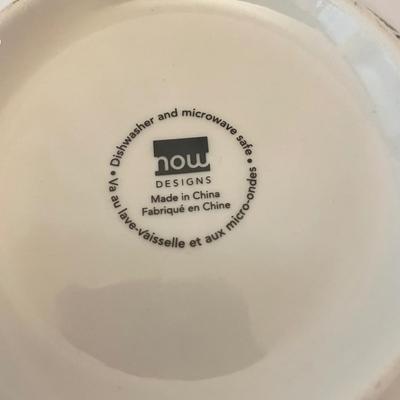 • Dishwasher and microwave safe •
now
DESIGNS
Made in China
Fabriqué en Chine
Va au lave-vaisselle et aux micro-ondes